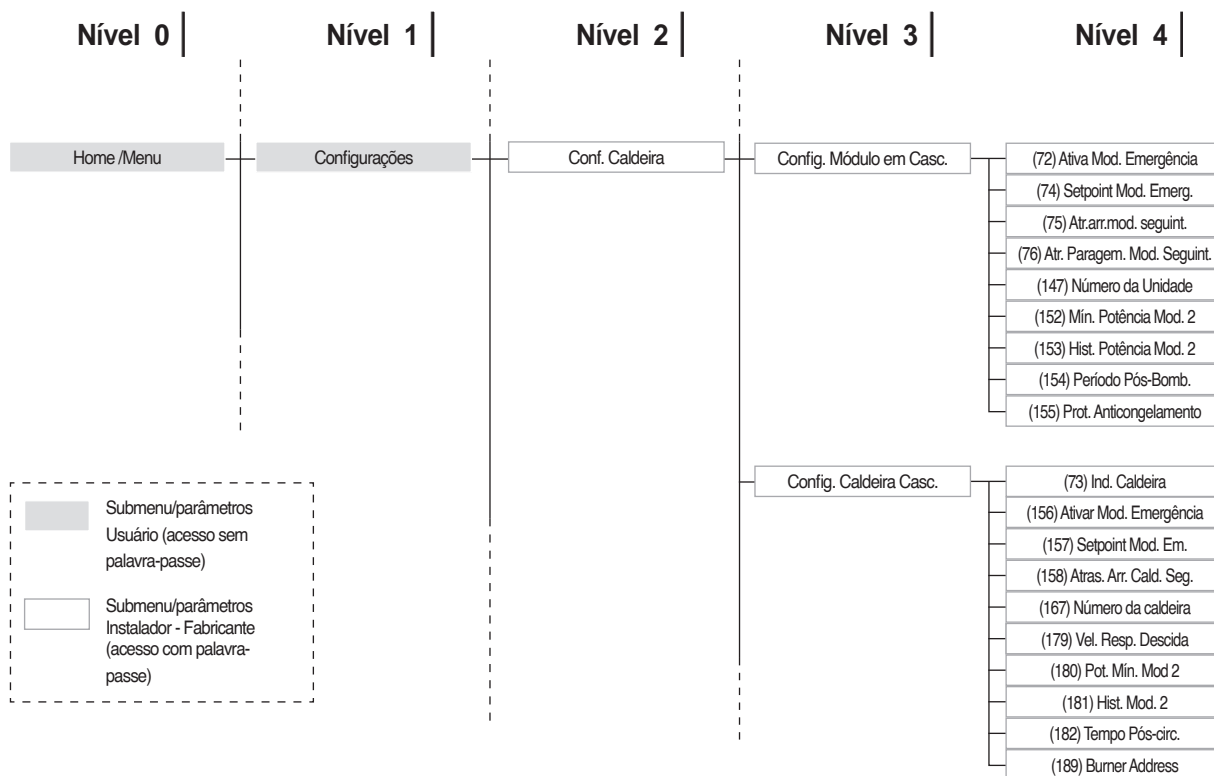 Nível 0
Nível 1
Nível 2
Nível 3
Nível 4
Home /Menu
Configurações
Conf. Caldeira
Config. Módulo em Casc.
(72) Ativa Mod. Emergência
(74) Setpoint Mod. Emerg.
(75) Atr.arr.mod. seguint.
(76) Atr. Paragem. Mod. Seguint.
(147) Número da Unidade
(152) Mín. Potência Mod. 2
(153) Hist. Potência Mod. 2
(154) Período Pós-Bomb.
(155) Prot. Anticongelamento
Config. Caldeira Casc.
(73) Ind. Caldeira
(156) Ativar Mod. Emergência
(157) Setpoint Mod. Em.
(158) Atras. Arr. Cald. Seg.
(167) Número da caldeira
(179) Vel. Resp. Descida
(180) Pot. Mín. Mod 2
(181) Hist. Mod. 2
(182) Tempo Pós-circ.
(189) Burner Address
Submenu/parâmetros
Usuário (acesso sem
palavra-passe)
Submenu/parâmetros
Instalador - Fabricante
(acesso com palavra-
passe)